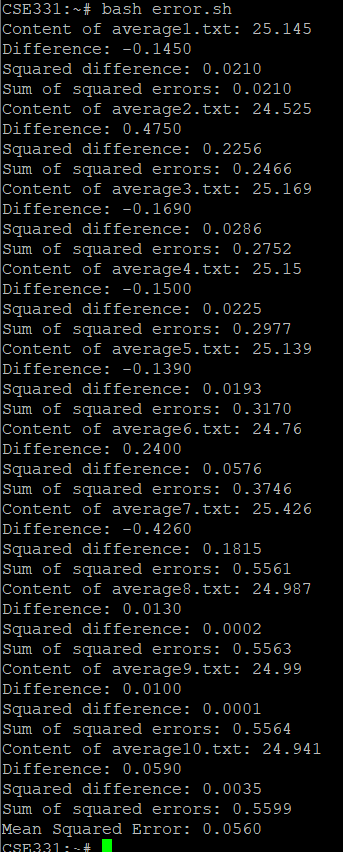 CSE331:~# bash error.sh
Content of average1.txt: 25.145
Difference: -0.1450
Squared difference: 0.0210
Sum of squared errors: 0.0210
Content of average2.txt: 24.525
Difference: 0.4750
Squared difference: 0.2256
Sum of squared errors: 0.2466
Content of average3.txt: 25.169
Difference: -0.1690
Squared difference: 0.0286
Sum of squared errors: 0.2752
Content of average4.txt: 25.15
Difference: -0.1500
Squared difference: 0.0225
Sum of squared errors: 0.2977
Content of average5.txt: 25.139
Difference: -0.1390
Squared difference: 0.0193
Sum of squared errors: 0.3170
Content of average6.txt: 24.76
Difference: 0.2400
Squared difference: 0.0576
Sum of squared errors: 0.3746
Content of average7.txt: 25.426
Difference: -0.4260
Squared difference: 0.1815
Sum of squared errors: 0.5561
Content of average8.txt: 24.987
Difference: 0.0130
Squared difference: 0.0002
Sum of squared errors: 0.5563
Content of average9.txt: 24.99
Difference: 0.0100
Squared difference: 0.0001
Sum of squared errors: 0.5564
Content of average10.txt: 24.941
Difference: 0.0590
Squared difference: 0.0035
Sum of squared errors: 0.5599
Mean Squared Error: 0.0560
CSE331:~#